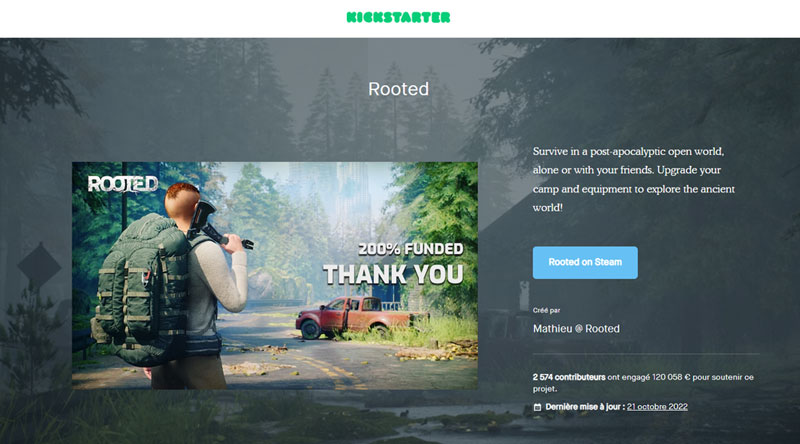 KICKSTARTER
Rooted
Survive in a post-apocalyptic open world,
alone or with your friends. Upgrade your
camp and equipment to explore the ancient
world!
ROOTED
200% FUNDED
THANK YOU
Rooted on Steam
Créé par
Mathieu @ Rooted
2 574 contributeurs ont engagé 120 058 € pour soutenir ce
projet.
Dernière mise à jour : 21 octobre 2022